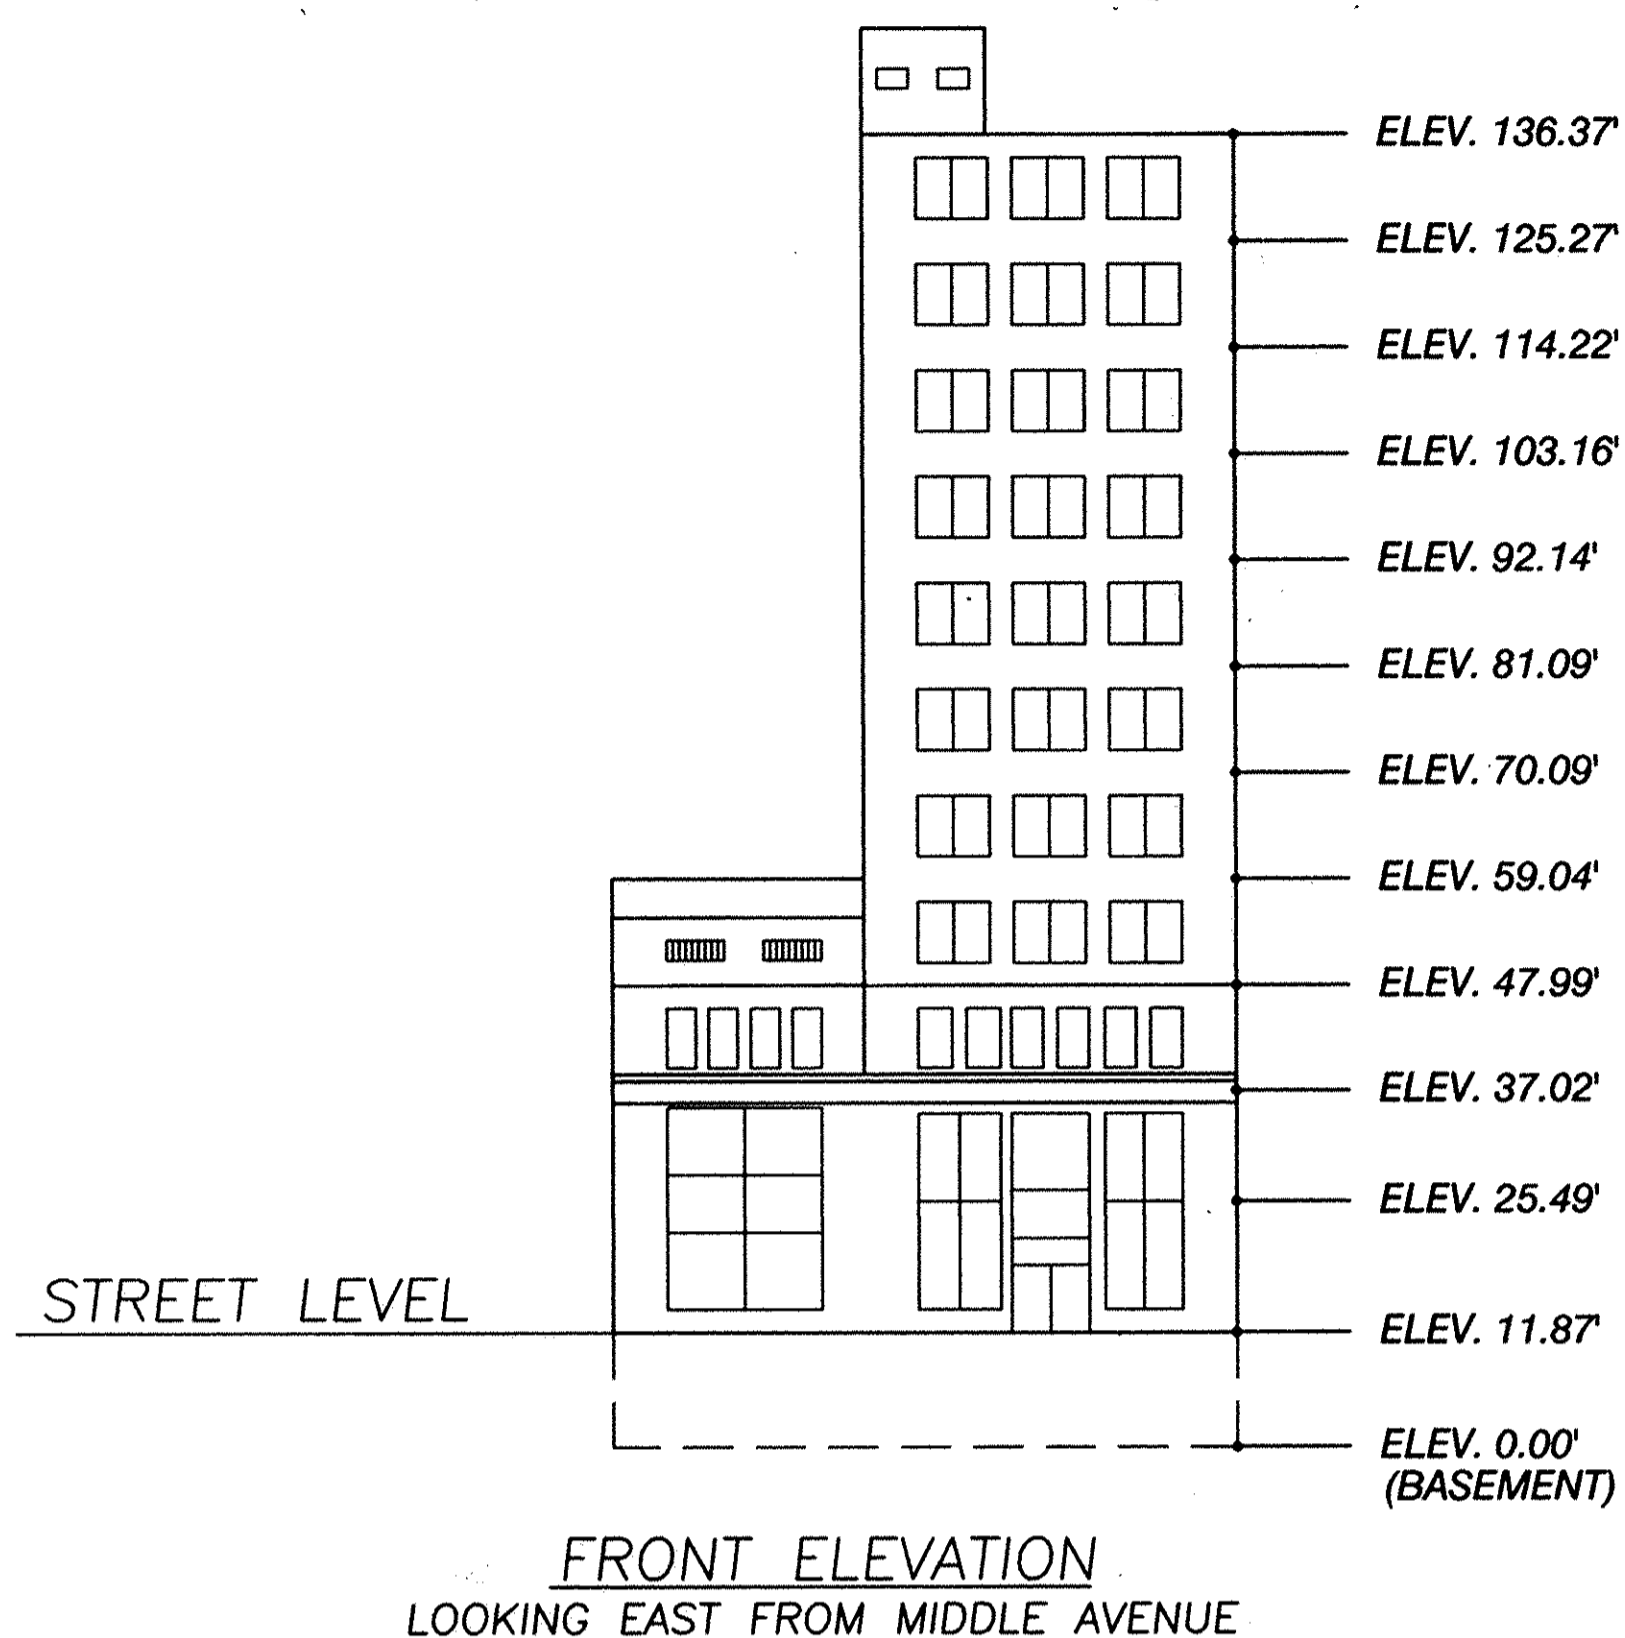 ELEV. 136.37'
ELEV. 125.27'
ELEV. 114.22'
ELEV. 103.16'
ELEV. 92.14'
ELEV. 81.09'
ELEV. 70.09'
ELEV. 59.04'
ELEV. 47.99'
ELEV. 37.02'
ELEV. 25.49'
STREET LEVEL
ELEV. 11.87'
ELEV. 0.00'
(BASEMENT)
FRONT ELEVATION
LOOKING EAST FROM MIDDLE AVENUE